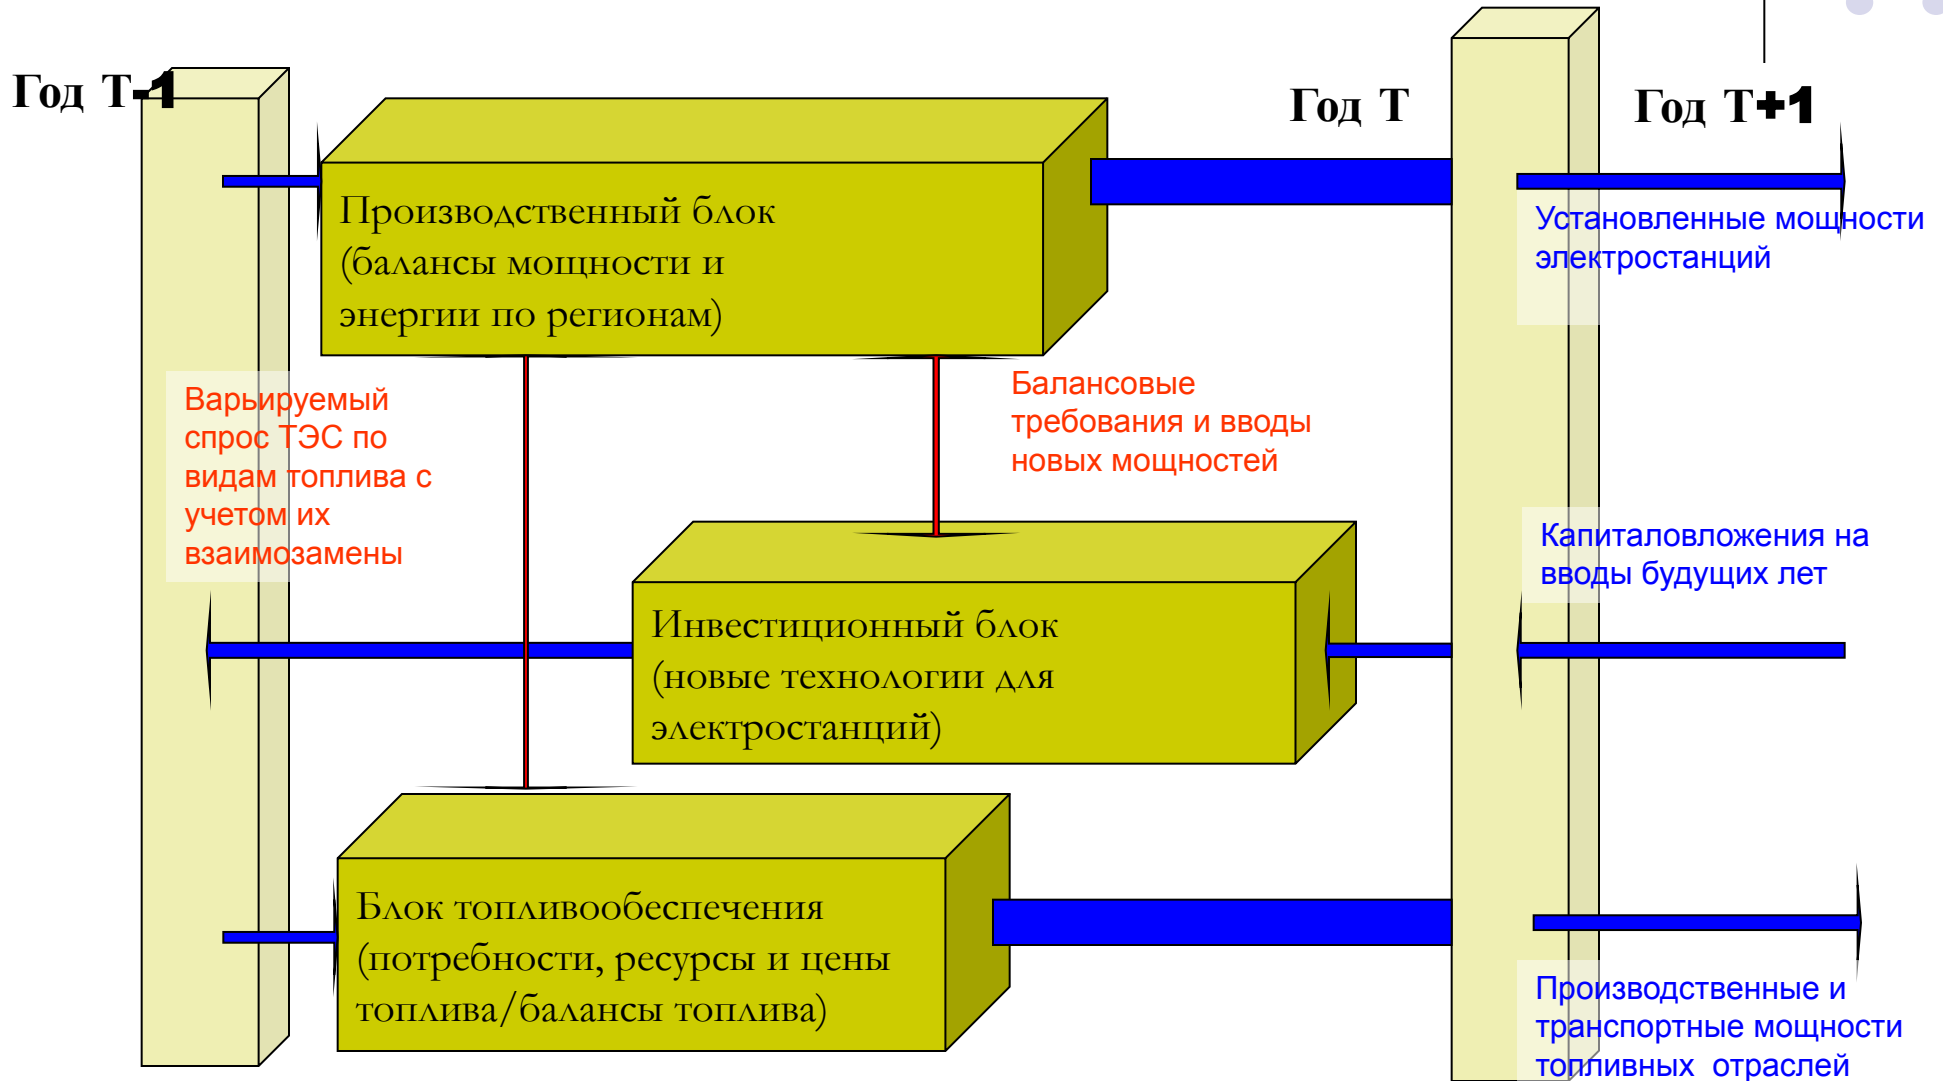 Год Т-1
Год Т
Год Т+1
Производственный блок
(балансы мощности и
энергии по регионам)
Установленные мощности
электростанций
Варьируемый
спрос ТЭС по
видам топлива с
учетом их
взаимозамены
Балансовые
требования и вводы
новых мощностей
Капиталовложения на
вводы будущих лет
Инвестиционный блок
(новые технологии для
электростанций)
Блок топливообеспечения
(потребности, ресурсы и цены
топлива/балансы топлива)
Производственные и
транспортные мощности
топливных отраслей